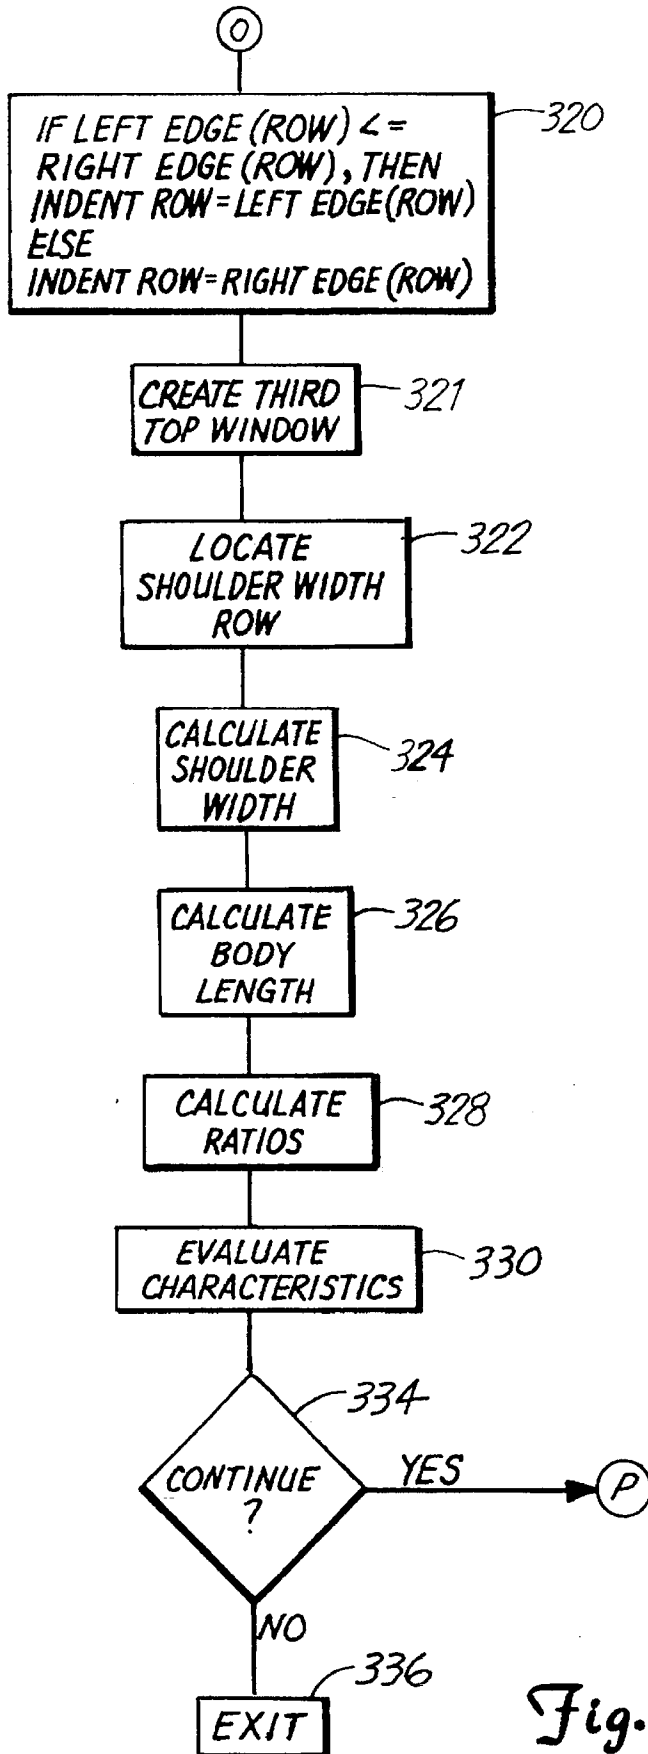 O
IF LEFT EDGE (ROW) <=
RIGHT EDGE (ROW), THEN
INDENT ROW = LEFT EDGE (ROW)
ELSE
INDENT ROW = RIGHT EDGE (ROW)
320
CREATE THIRD
TOP WINDOW
321
LOCATE
SHOULDER WIDTH
ROW
322
CALCULATE
SHOULDER
WIDTH
324
CALCULATE
BODY
LENGTH
326
CALCULATE
RATIOS
328
EVALUATE
CHARACTERISTICS
330
334
CONTINUE
?
YES
P
NO
336
EXIT
Fig.